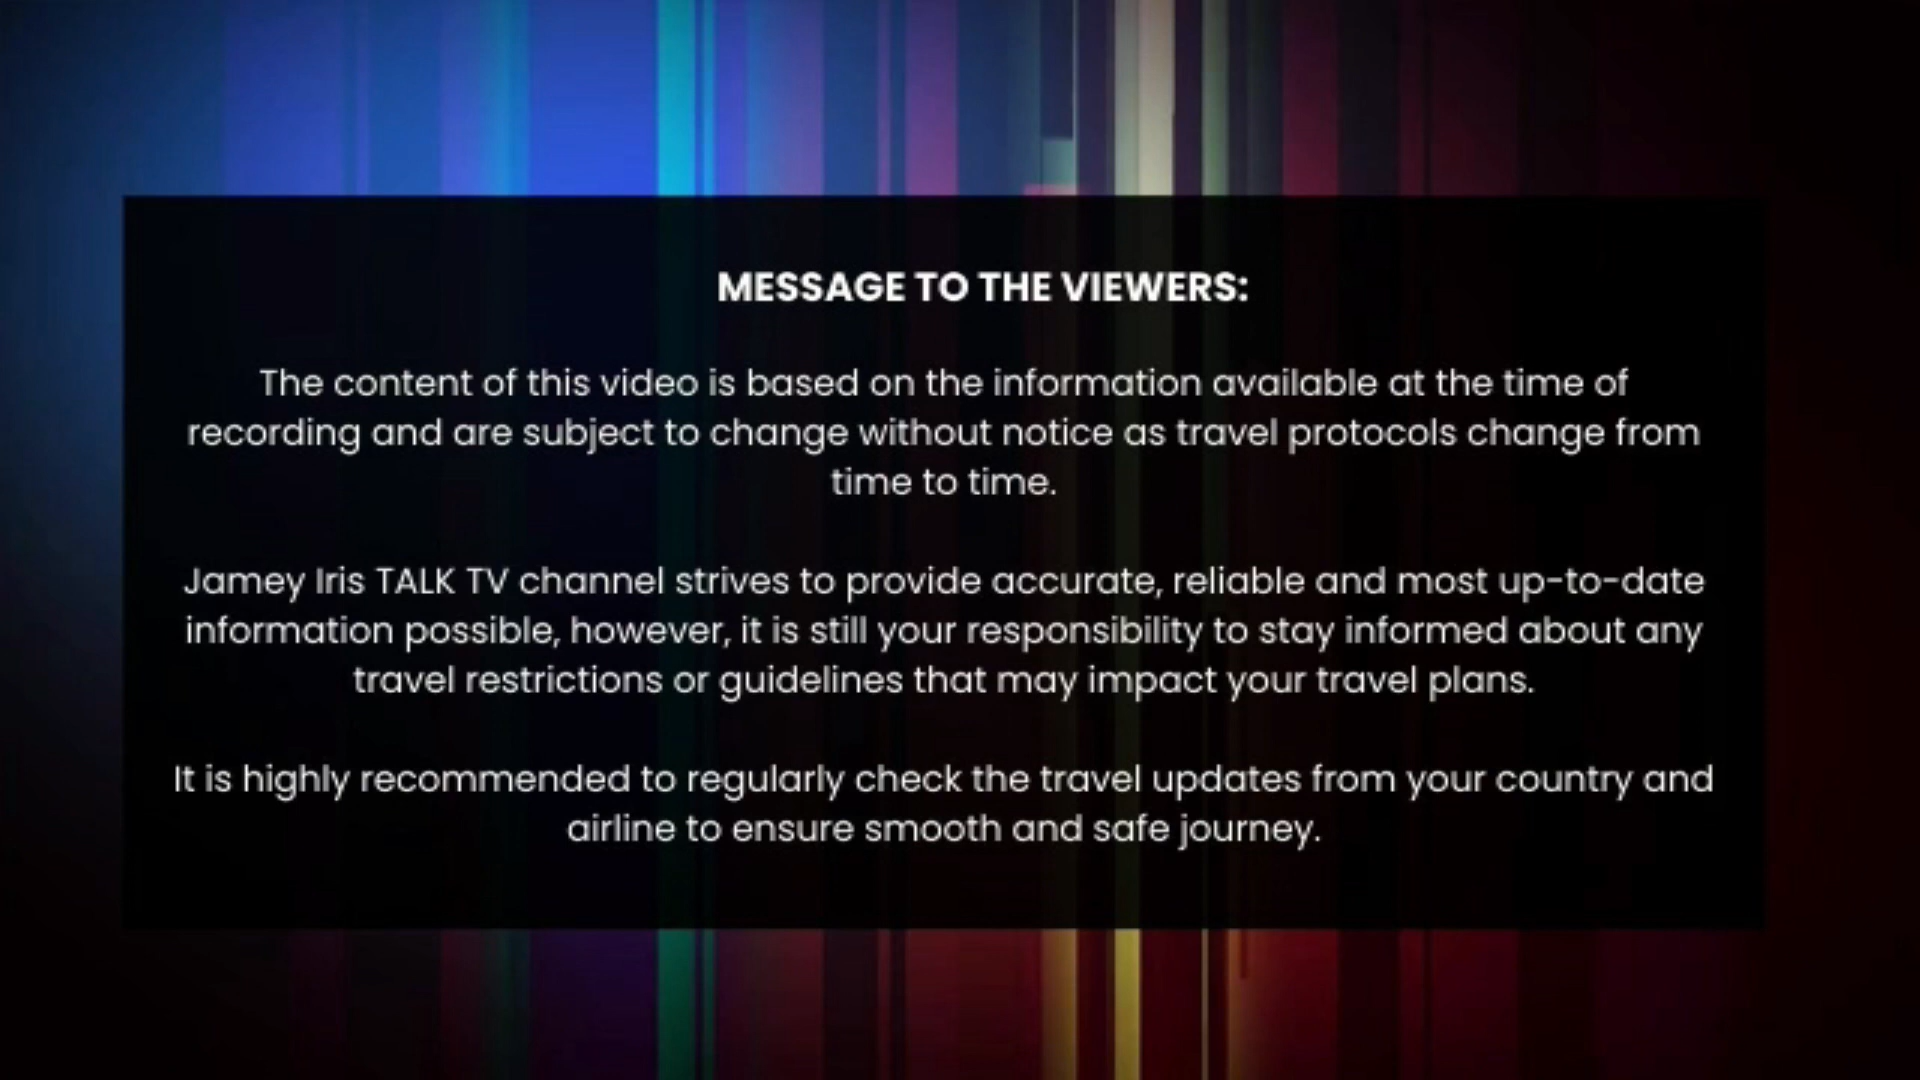 MESSAGE TO THE VIEWERS:
The content of this video is based on the information available at the time of
recording and are subject to change without notice as travel protocols change from
time to time.
Jamey Iris TALK TV channel strives to provide accurate, reliable and most up-to-date
information possible, however, it is still your responsibility to stay informed about any
travel restrictions or guidelines that may impact your travel plans.
It is highly recommended to regularly check the travel updates from your country and
airline to ensure smooth and safe journey.